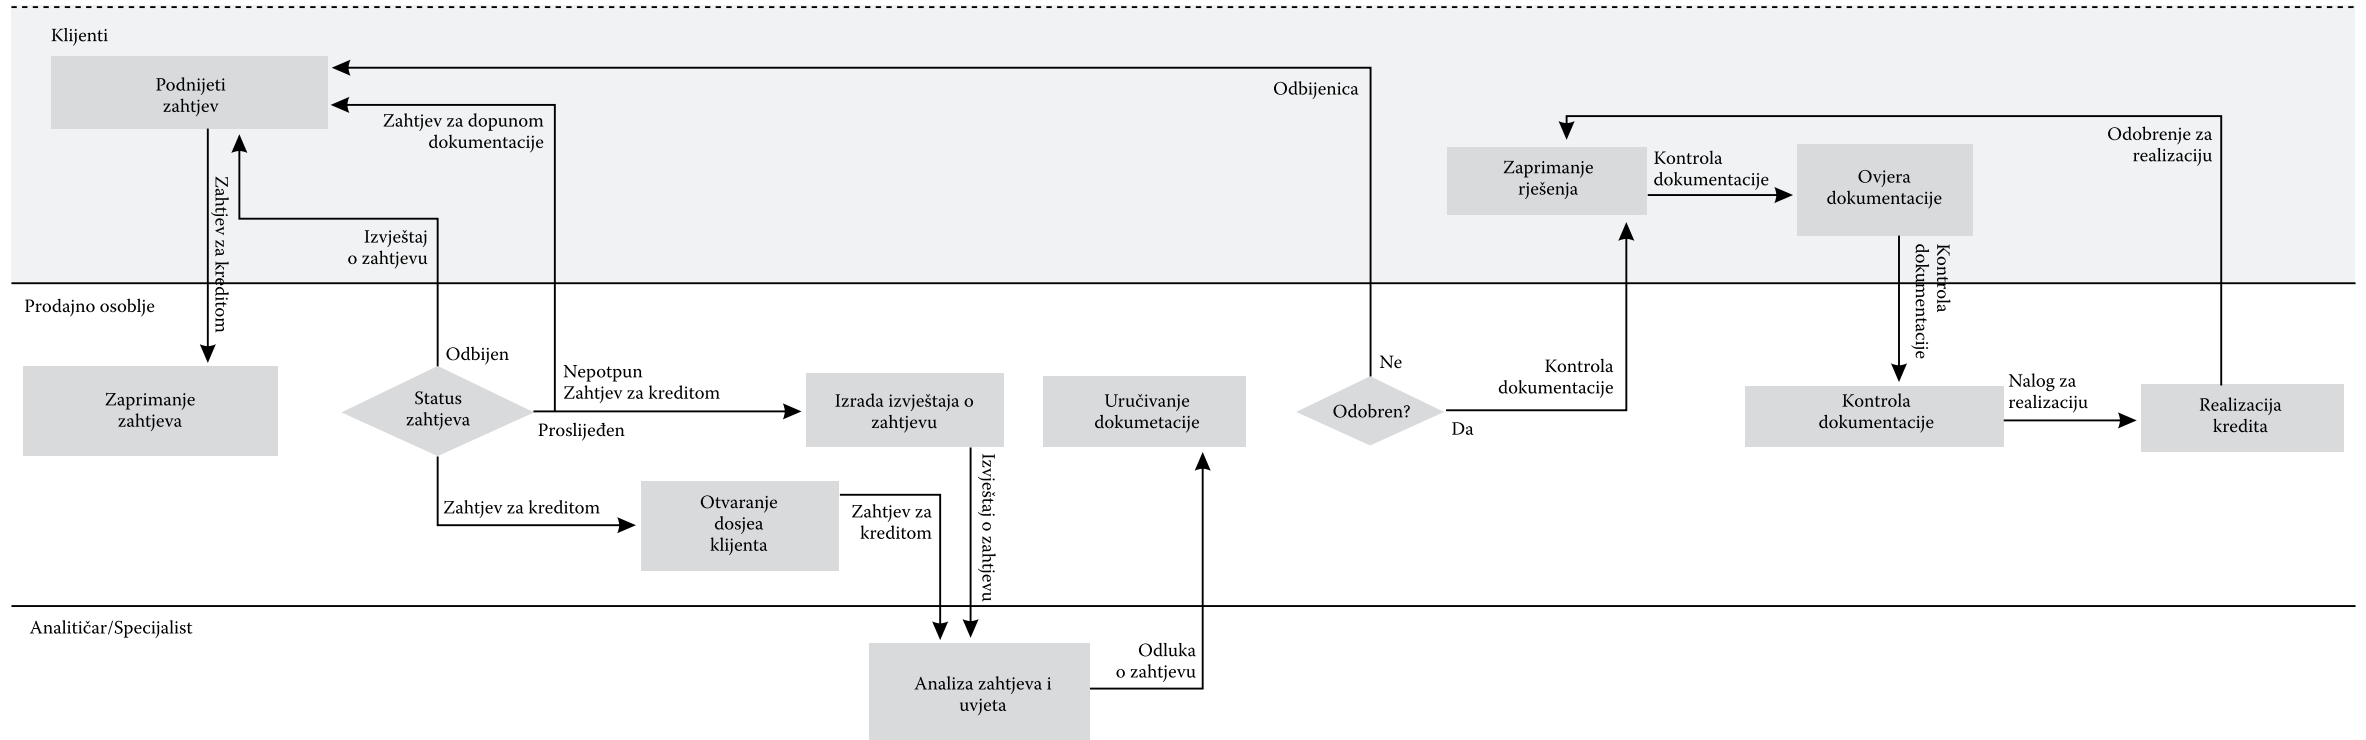 Klijenti
Podnijeti
zahtjev
Odbijenica
Zahtjev za dopunom
dokumentacije
Odobrenje za
realizaciju
Zaprimanje
rješenja
Kontrola
dokumentacije
Ovjera
dokumentacije
Zahtjev za kreditom
Izvještaj
o zahtjevu
Kontrola
dokumentacije
Prodajno osoblje
Odbijen
Zaprimanje
zahtjeva
Status
zahtjeva
Nepotpun
Zahtjev za kreditom
Proslijeđen
Izrada izvještaja o
zahtjevu
Uručivanje
dokumetacije
Ne
Odobren?
Da
Kontrola
dokumentacije
Kontrola
dokumentacije
Nalog za
realizaciju
Realizacija
kredita
Zahtjev za kreditom
Otvaranje
dosjea
klijenta
Zahtjev za
kreditom
Izvještaj o zahtjevu
Analitičar/Specijalist
Analiza zahtjeva i
uvjeta
Odluka
o zahtjevu